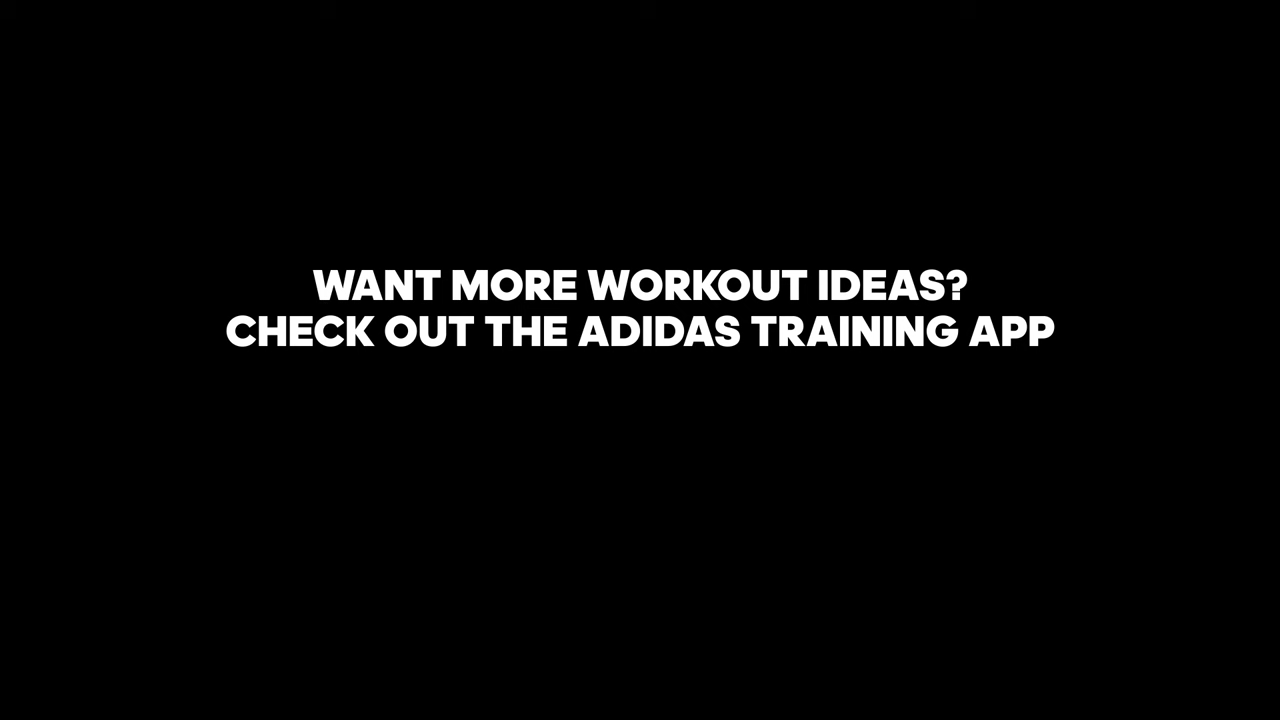 WANT MORE WORKOUT IDEAS?
CHECK OUT THE ADIDAS TRAINING APP